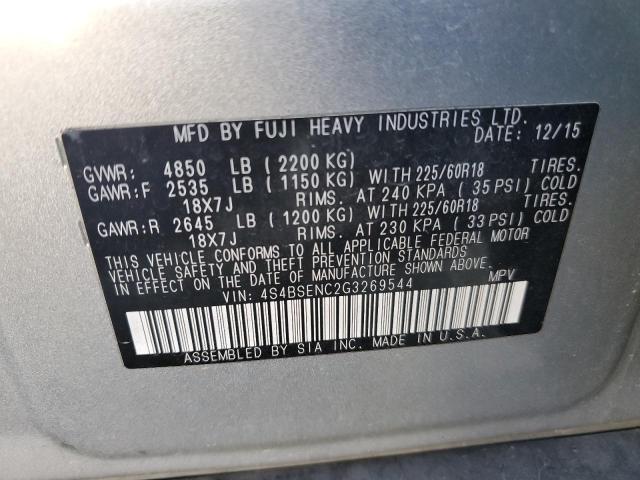 MFD BY FUJI HEAVY INDUSTRIES LTD.
DATE: 12/15
GVWR: 4850 LB ( 2200 KG)
GAWR:F 2535 LB ( 1150 KG) WITH 225/60R18 TIRES.
18X7J RIMS. AT 240 KPA ( 35 PSI) COLD
GAWR:R 2645 LB ( 1200 KG) WITH 225/60R18 TIRES.
18X7J RIMS. AT 230 KPA ( 33 PSI) COLD
THIS VEHICLE CONFORMS TO ALL APPLICABLE FEDERAL MOTOR
VEHICLE SAFETY AND THEFT PREVENTION STANDARDS
IN EFFECT ON THE DATE OF MANUFACTURE SHOWN ABOVE.
VIN: 4S4BSENC2G3269544 MPV
ASSEMBLED BY SIA INC. MADE IN U.S.A.